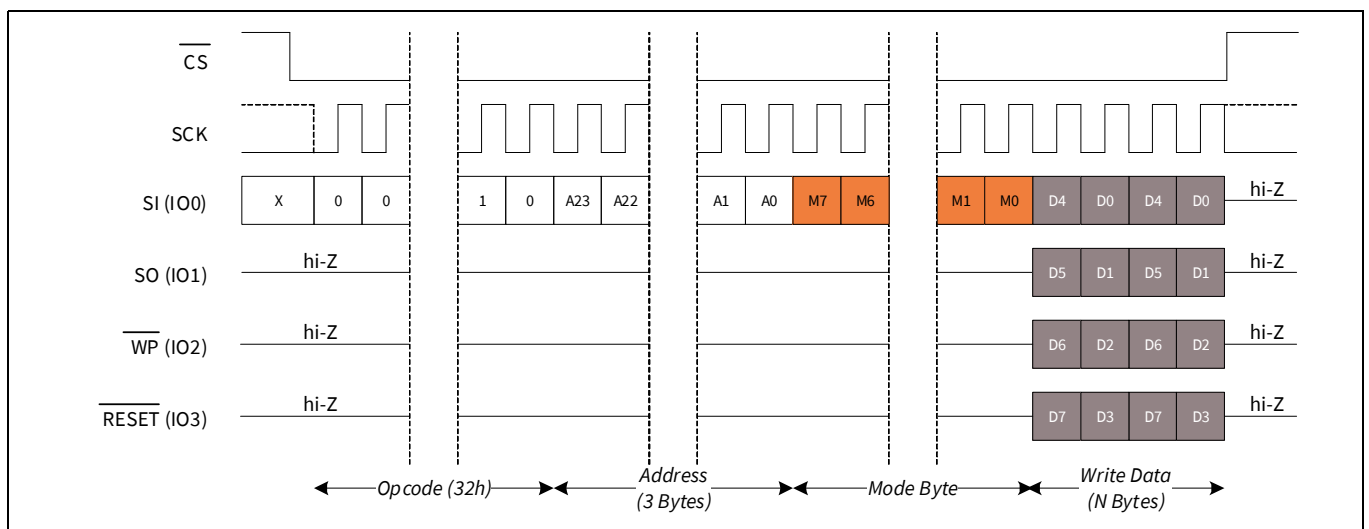 CS
SCK
SI (IO0) X 0 0 1 0 A23 A22 A1 A0 M7 M6 M1 M0 D4 D0 D4 D0 hi-Z
SO (IO1) hi-Z D5 D1 D5 D1 hi-Z
WP (IO2) hi-Z D6 D2 D6 D2 hi-Z
RESET (IO3) hi-Z D7 D3 D7 D3 hi-Z
Opcode (32h) Address (3 Bytes) Mode Byte Write Data (N Bytes)